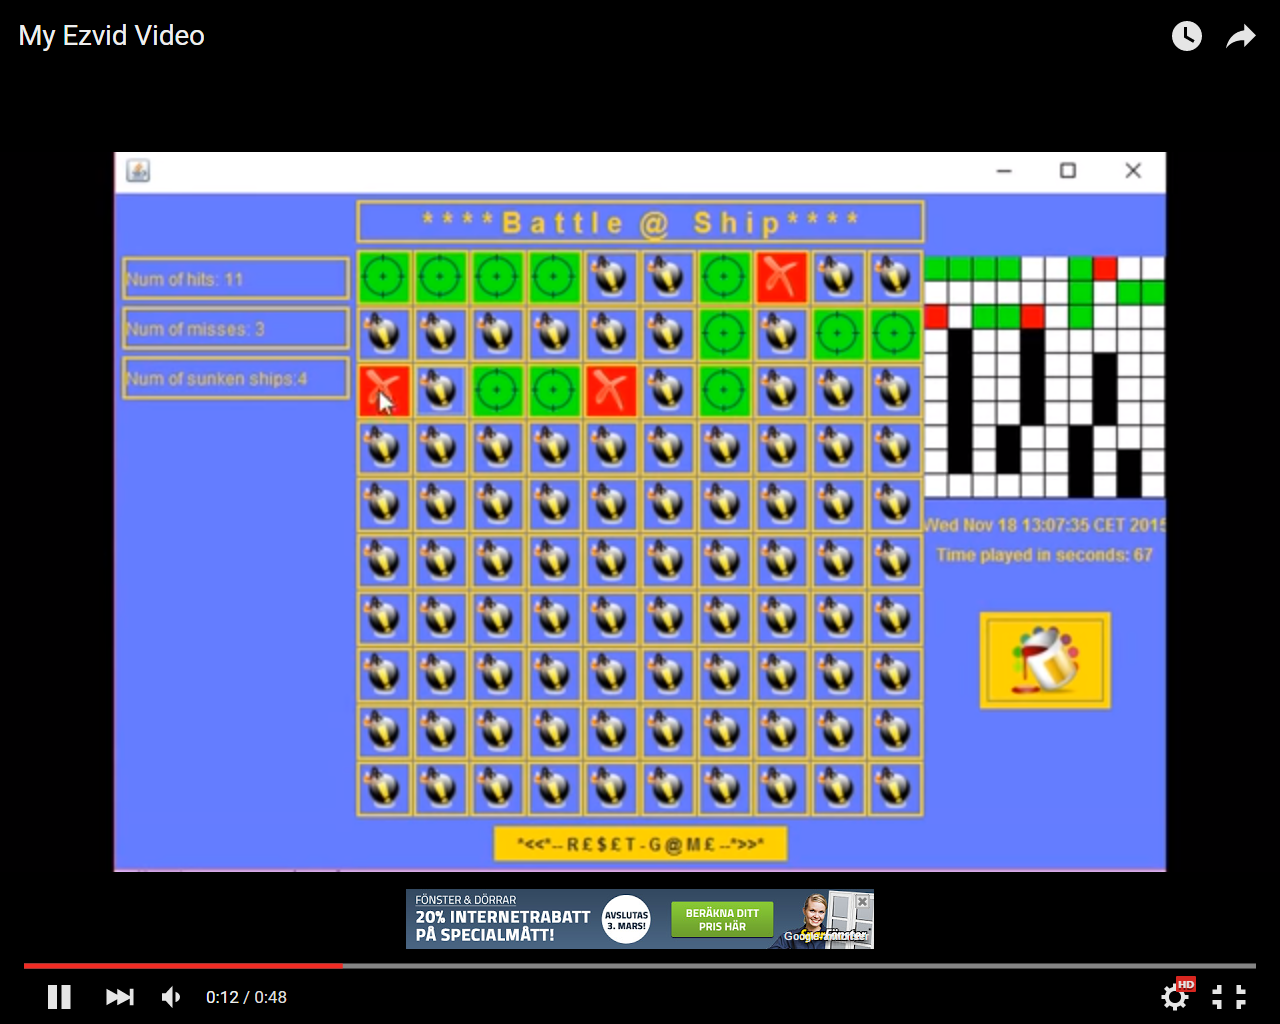 My Ezvid Video
****Battle @ Ship****
Num of hits: 11
Num of misses: 3
Num of sunken ships:4
Wed Nov 18 13:07:35 CET 2015
Time played in seconds: 67
*<<*--R£$£T-G@M£--*>>*
FÖNSTER & DÖRRAR
20% INTERNETRABATT
PÅ SPECIALMÅTT!
AVSLUTAS
3. MARS!
BERÄKNA DITT
PRIS HÄR
0:12 / 0:48
HD